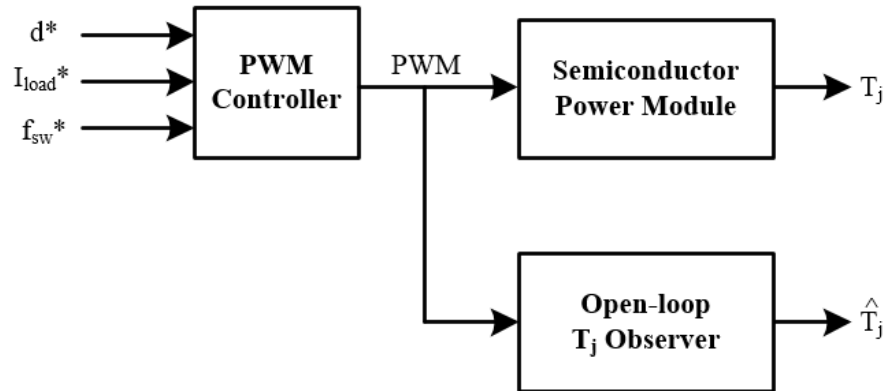 d*
I_load*
f_sw*
PWM
Controller
PWM
Semiconductor
Power Module
T_j
Open-loop
T_j Observer
T̂_j